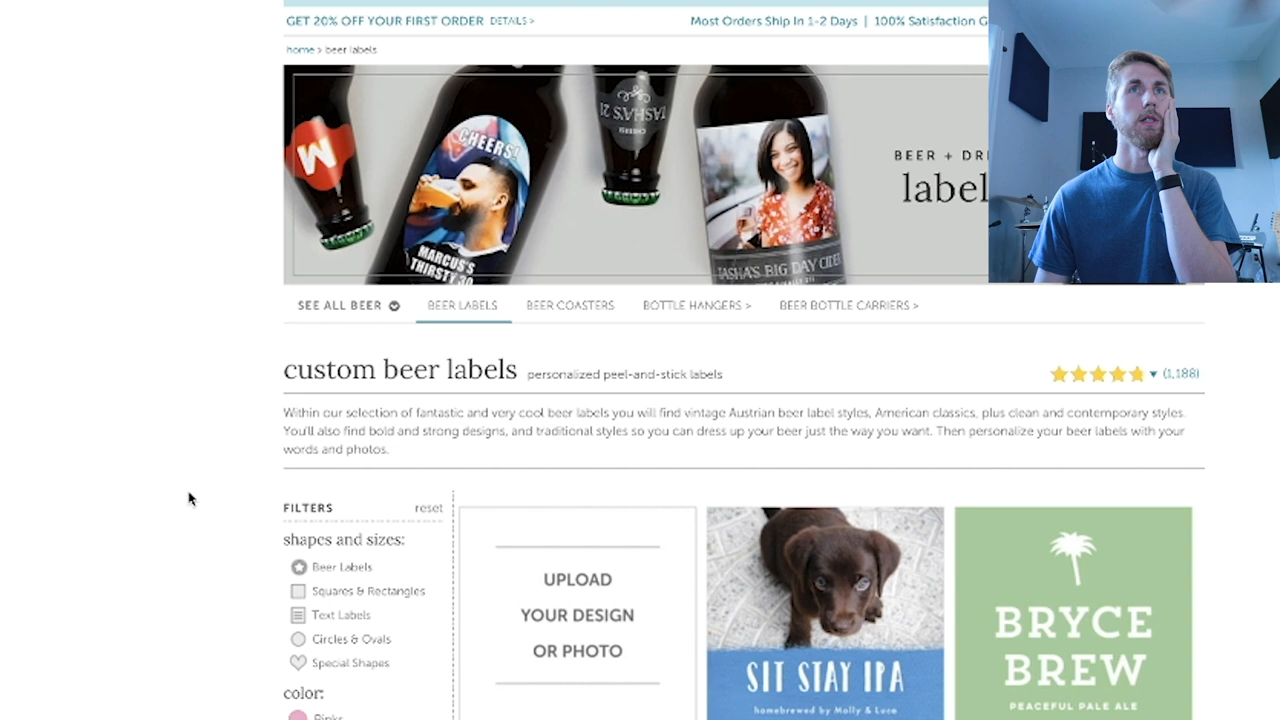 GET 20% OFF YOUR FIRST ORDER DETAILS >
Most Orders Ship In 1-2 Days | 100% Satisfaction G
home > beer labels
M
CHEERS!
MARCUS'S
THIRSTY 30
TASHA'S 21
CHEERS
TASHA'S BIG DAY CIDER
BEER + DRI
label
SEE ALL BEER
BEER LABELS
BEER COASTERS
BOTTLE HANGERS >
BEER BOTTLE CARRIERS >
custom beer labels personalized peel-and-stick labels
(1,188)
Within our selection of fantastic and very cool beer labels you will find vintage Austrian beer label styles, American classics, plus clean and contemporary styles.
You'll also find bold and strong designs, and traditional styles so you can dress up your beer just the way you want. Then personalize your beer labels with your
words and photos.
FILTERS reset
shapes and sizes:
Beer Labels
Squares & Rectangles
Text Labels
Circles & Ovals
Special Shapes
color:
Pinks
UPLOAD
YOUR DESIGN
OR PHOTO
SIT STAY IPA
homebrewed by Molly & Luca
BRYCE
BREW
PEACEFUL PALE ALE